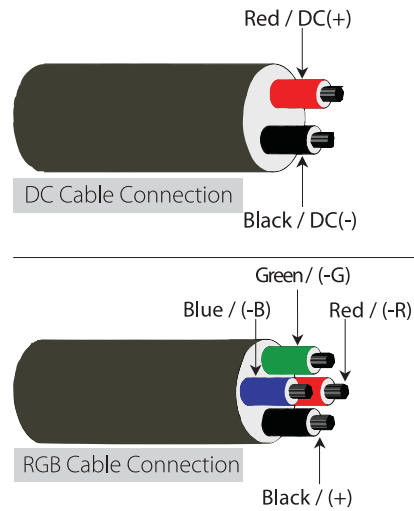 Red / DC(+)
DC Cable Connection
Black / DC(-)
Green / (-G)
Blue / (-B)
Red / (-R)
RGB Cable Connection
Black / (+)